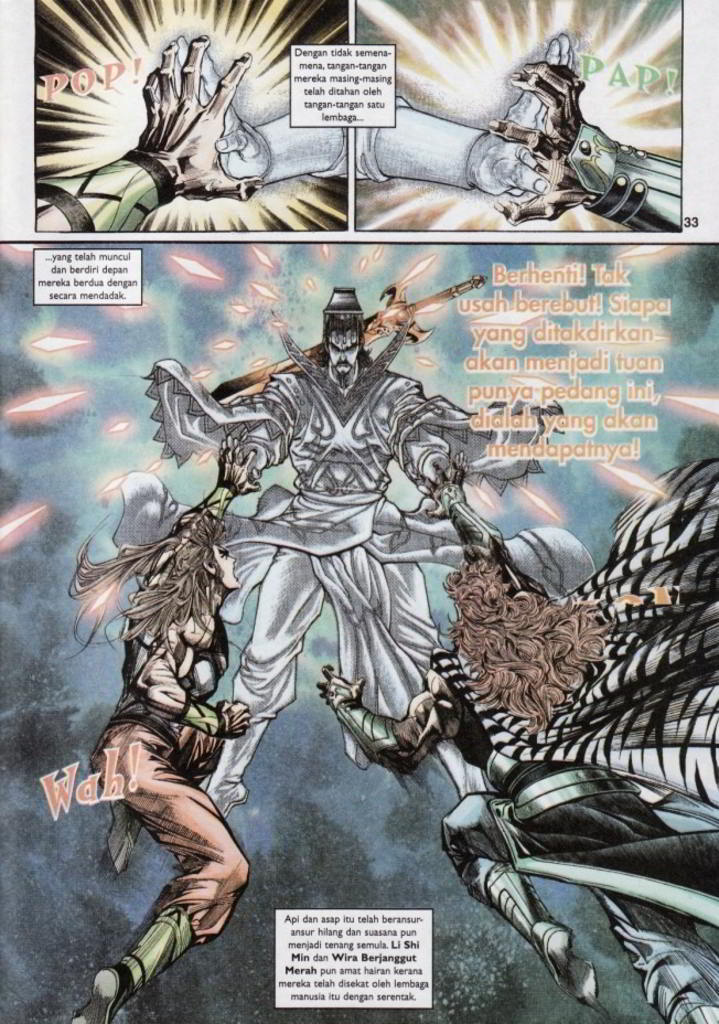 POP!
Dengan tidak semena-
mena, tangan-tangan
mereka masing-masing
telah ditahan oleh
tangan-tangan satu
lembaga...
PAP!
33
...yang telah muncul
dan berdiri depan
mereka berdua dengan
secara mendadak.
Berhenti! Tak
usah berebut! Siapa
yang ditakdirkan
akan menjadi tuan
punya pedang ini,
dialah yang akan
mendapatnya!
Wah!
Api dan asap itu telah beransur-
ansur hilang dan suasana pun
menjadi tenang semula. Li Shi
Min dan Wira Berjanggut
Merah pun amat hairan kerana
mereka telah disekat oleh lembaga
manusia itu dengan serentak.